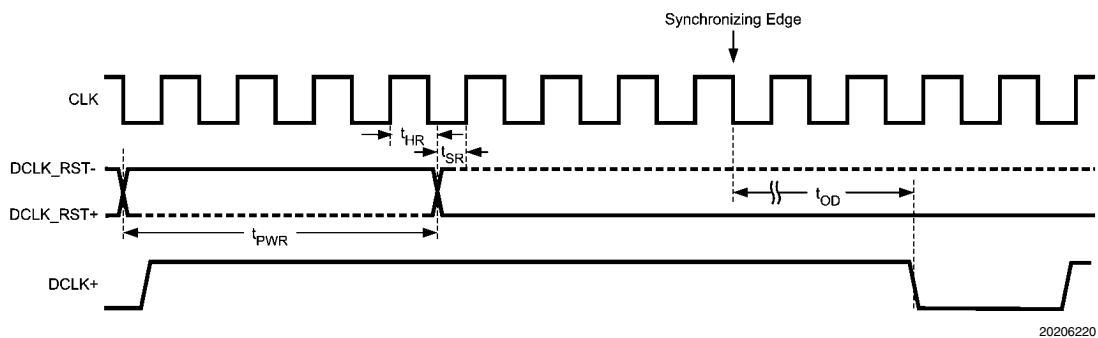 Synchronizing Edge
CLK
tHR
tSR
DCLK_RST-
DCLK_RST+
tOD
tPWR
DCLK+
20206220